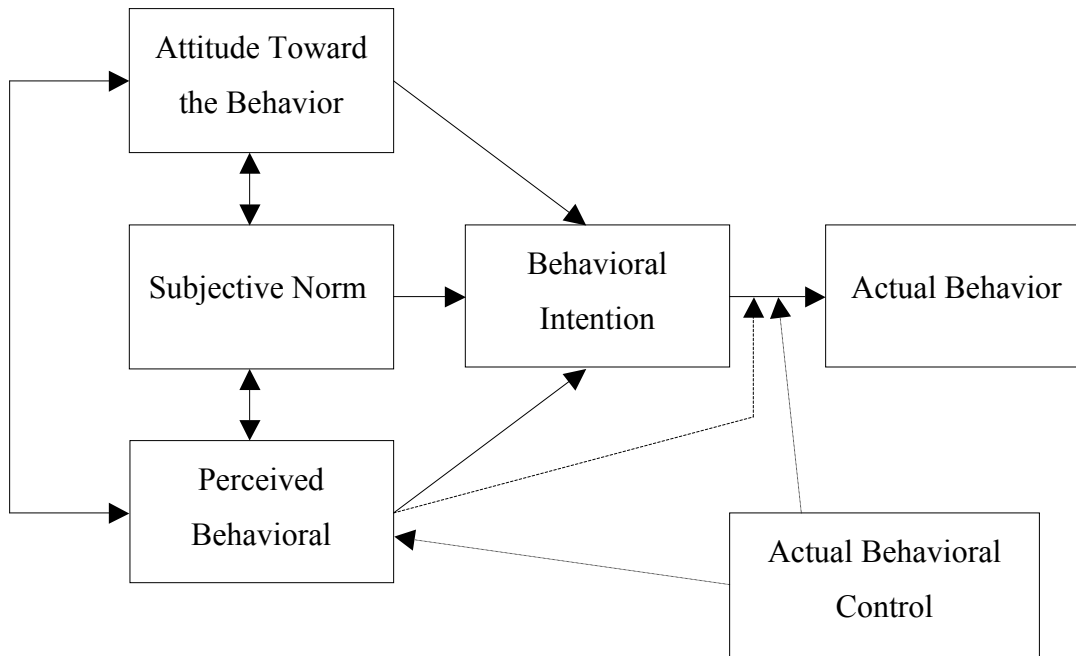 Attitude Toward
the Behavior
Subjective Norm
Behavioral
Intention
Actual Behavior
Perceived
Behavioral
Actual Behavioral
Control